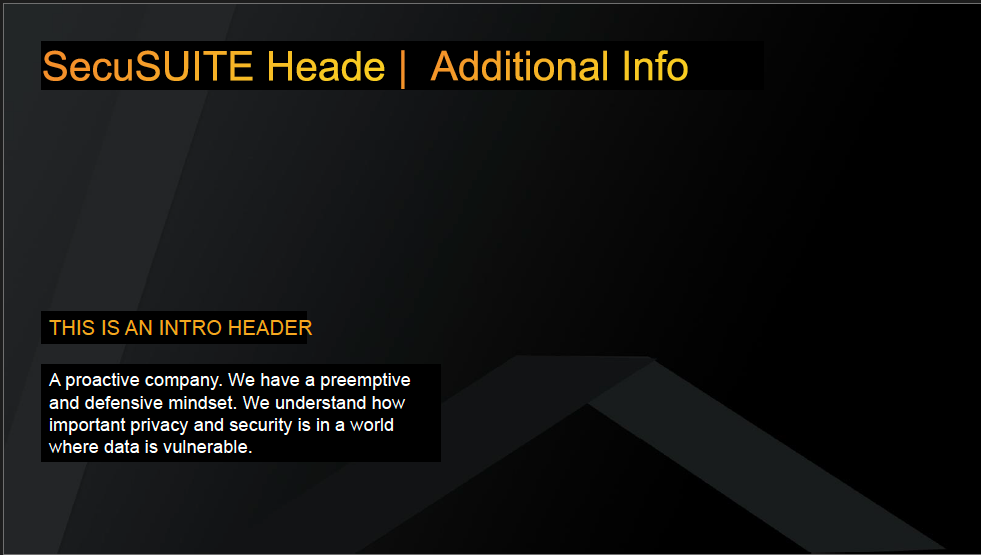 SecuSUITE Heade | Additional Info
THIS IS AN INTRO HEADER
A proactive company. We have a preemptive
and defensive mindset. We understand how
important privacy and security is in a world
where data is vulnerable.